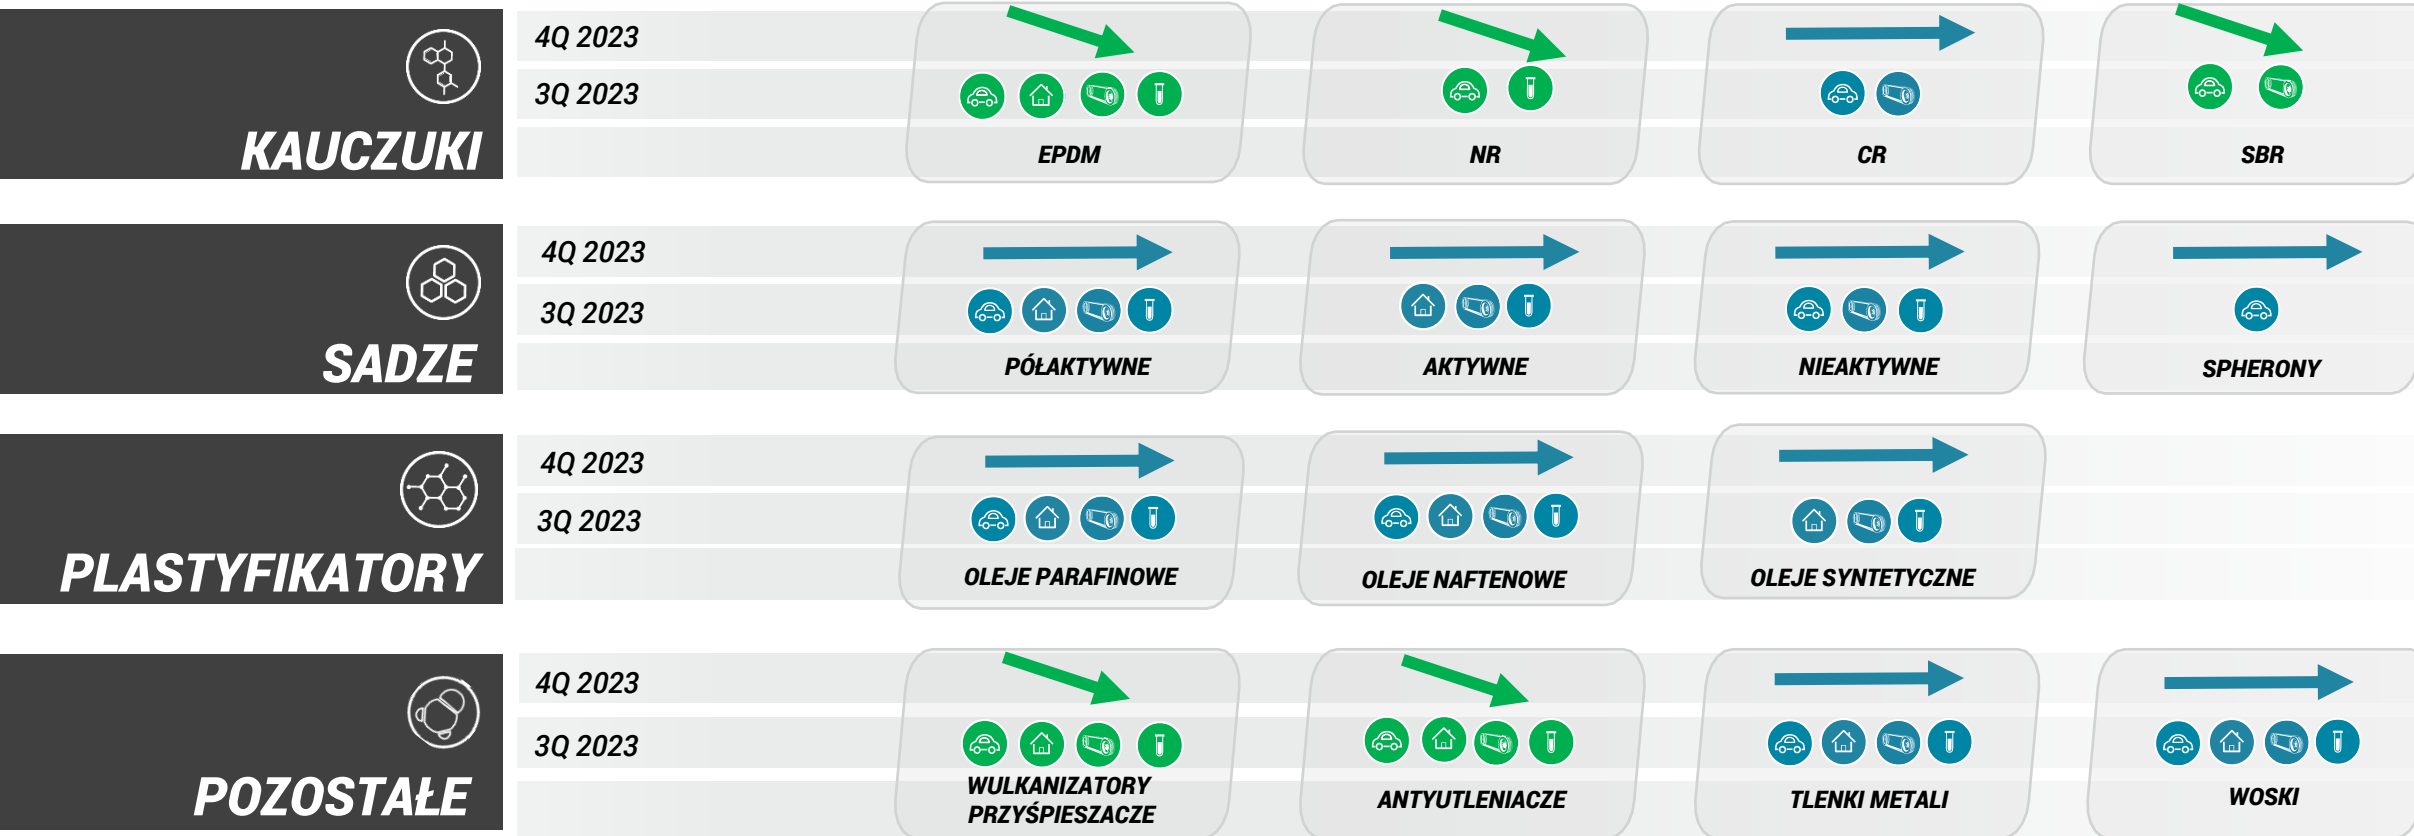 4Q 2023
3Q 2023
KAUCZUKI
EPDM
NR
CR
SBR
4Q 2023
3Q 2023
SADZE
PÓŁAKTYWNE
AKTYWNE
NIEAKTYWNE
SPHERONY
4Q 2023
3Q 2023
PLASTYFIKATORY
OLEJE PARAFINOWE
OLEJE NAFTENOWE
OLEJE SYNTETYCZNE
4Q 2023
3Q 2023
POZOSTAŁE
WULKANIZATORY
PRZYŚPIESZACZE
ANTYUTLENIACZE
TLENKI METALI
WOSKI